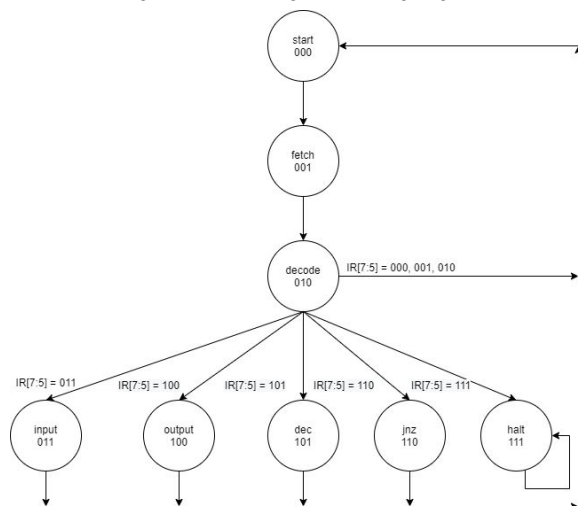 start
000
fetch
001
decode
010
IR[7:5] = 000, 001, 010
IR[7:5] = 011
IR[7:5] = 100
IR[7:5] = 101
IR[7:5] = 110
IR[7:5] = 111
input
011
output
100
dec
101
jnz
110
halt
111